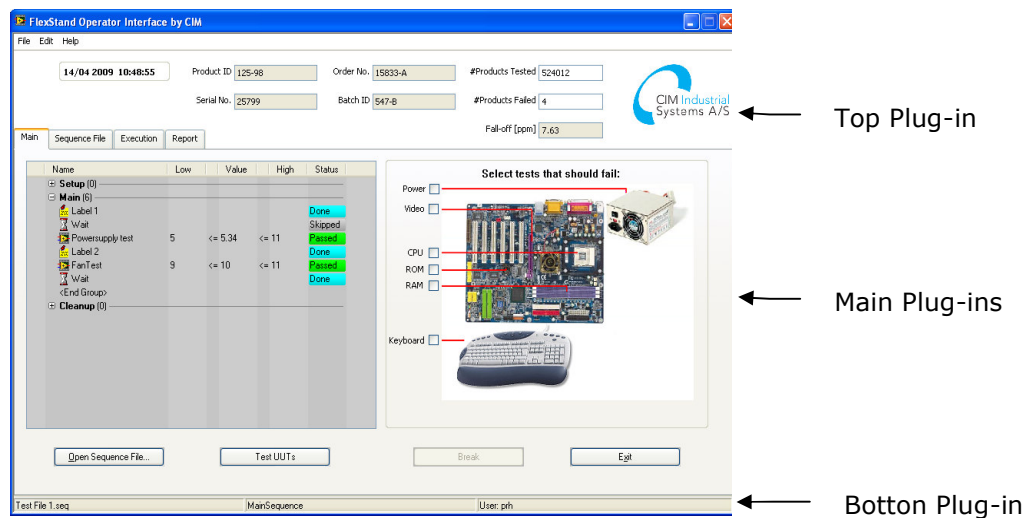 FlexStand Operator Interface by CIM
File Edit Help
14/04 2009 10:48:55
Product ID 125-98
Order No. 15833-A
#Products Tested 524012
Serial No. 25799
Batch ID 547-B
#Products Failed 4
Fall-off [ppm] 7.63
CIM Industrial
Systems A/S
Top Plug-in
Main Sequence File Execution Report
Name Low Value High Status
Setup (0)
Main (6)
Label 1 Done
Wait Skipped
Powersupply test 5 <= 5.34 <= 11 Passed
Label 2 Done
FanTest 9 <= 10 <= 11 Passed
Wait Done
<End Group>
Cleanup (0)
Select tests that should fail:
Power
Video
CPU
ROM
RAM
Keyboard
Main Plug-ins
Open Sequence File...
Test UUTs
Break
Exit
Test File 1.seq
MainSequence
User: prh
Botton Plug-in